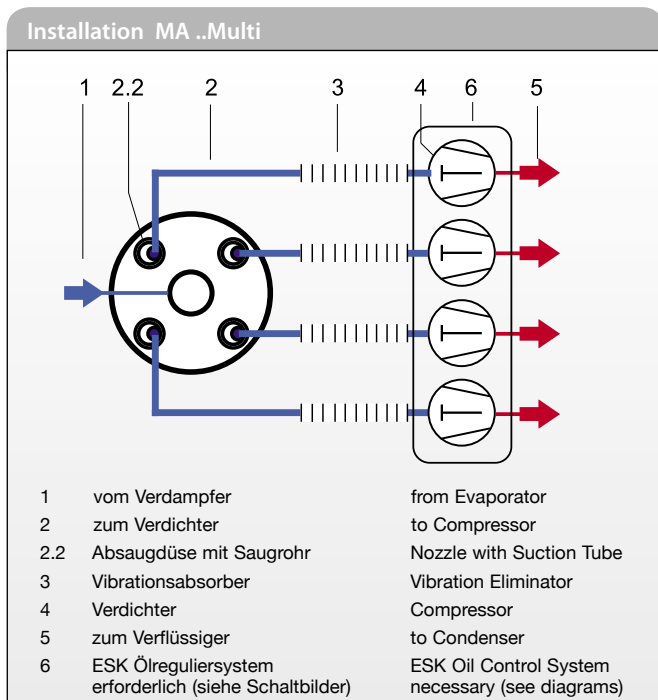 Installation MA ..Multi
1 2.2 2 3 4 6 5
1 vom Verdampfer from Evaporator
2 zum Verdichter to Compressor
2.2 Absaugdüse mit Saugrohr Nozzle with Suction Tube
3 Vibrationsabsorber Vibration Eliminator
4 Verdichter Compressor
5 zum Verflüssiger to Condenser
6 ESK Ölreguliersystem ESK Oil Control System
erforderlich (siehe Schaltbilder) necessary (see diagrams)